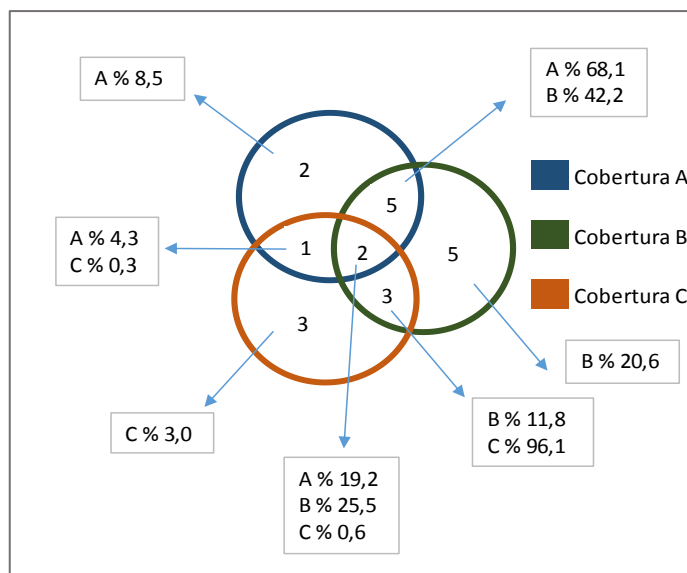 A % 8,5
A % 68,1
B % 42,2
2
5
Cobertura A
A % 4,3
C % 0,3
1
2
5
Cobertura B
3
3
Cobertura C
B % 20,6
C % 3,0
B % 11,8
C % 96,1
A % 19,2
B % 25,5
C % 0,6